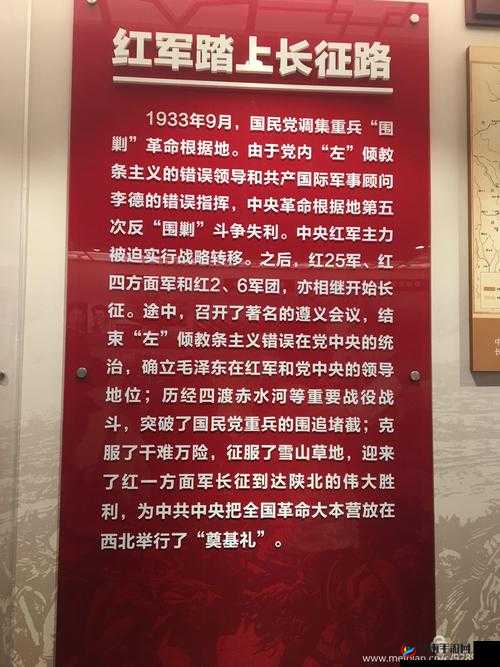 红军踏上长征路
1933年9月，国民党调集重兵“围
剿”革命根据地。由于党内“左”倾教
条主义的错误领导和共产国际军事顾问
李德的错误指挥，中央革命根据地第五
次反“围剿”斗争失利。中央红军主力
被迫实行战略转移。之后，红25军、红
四方面军和红2、6军团，亦相继开始长
征。途中，召开了著名的遵义会议，结
束“左”倾教条主义错误在党中央的统
治，确立毛泽东在红军和党中央的领导
地位；历经四渡赤水河等重要战役战
斗，突破了国民党重兵的围追堵截；克
服了千难万险，征服了雪山草地，迎来
了红一方面军长征到达陕北的伟大胜
利，为中共中央把全国革命大本营放在
西北举行了“奠基礼”。